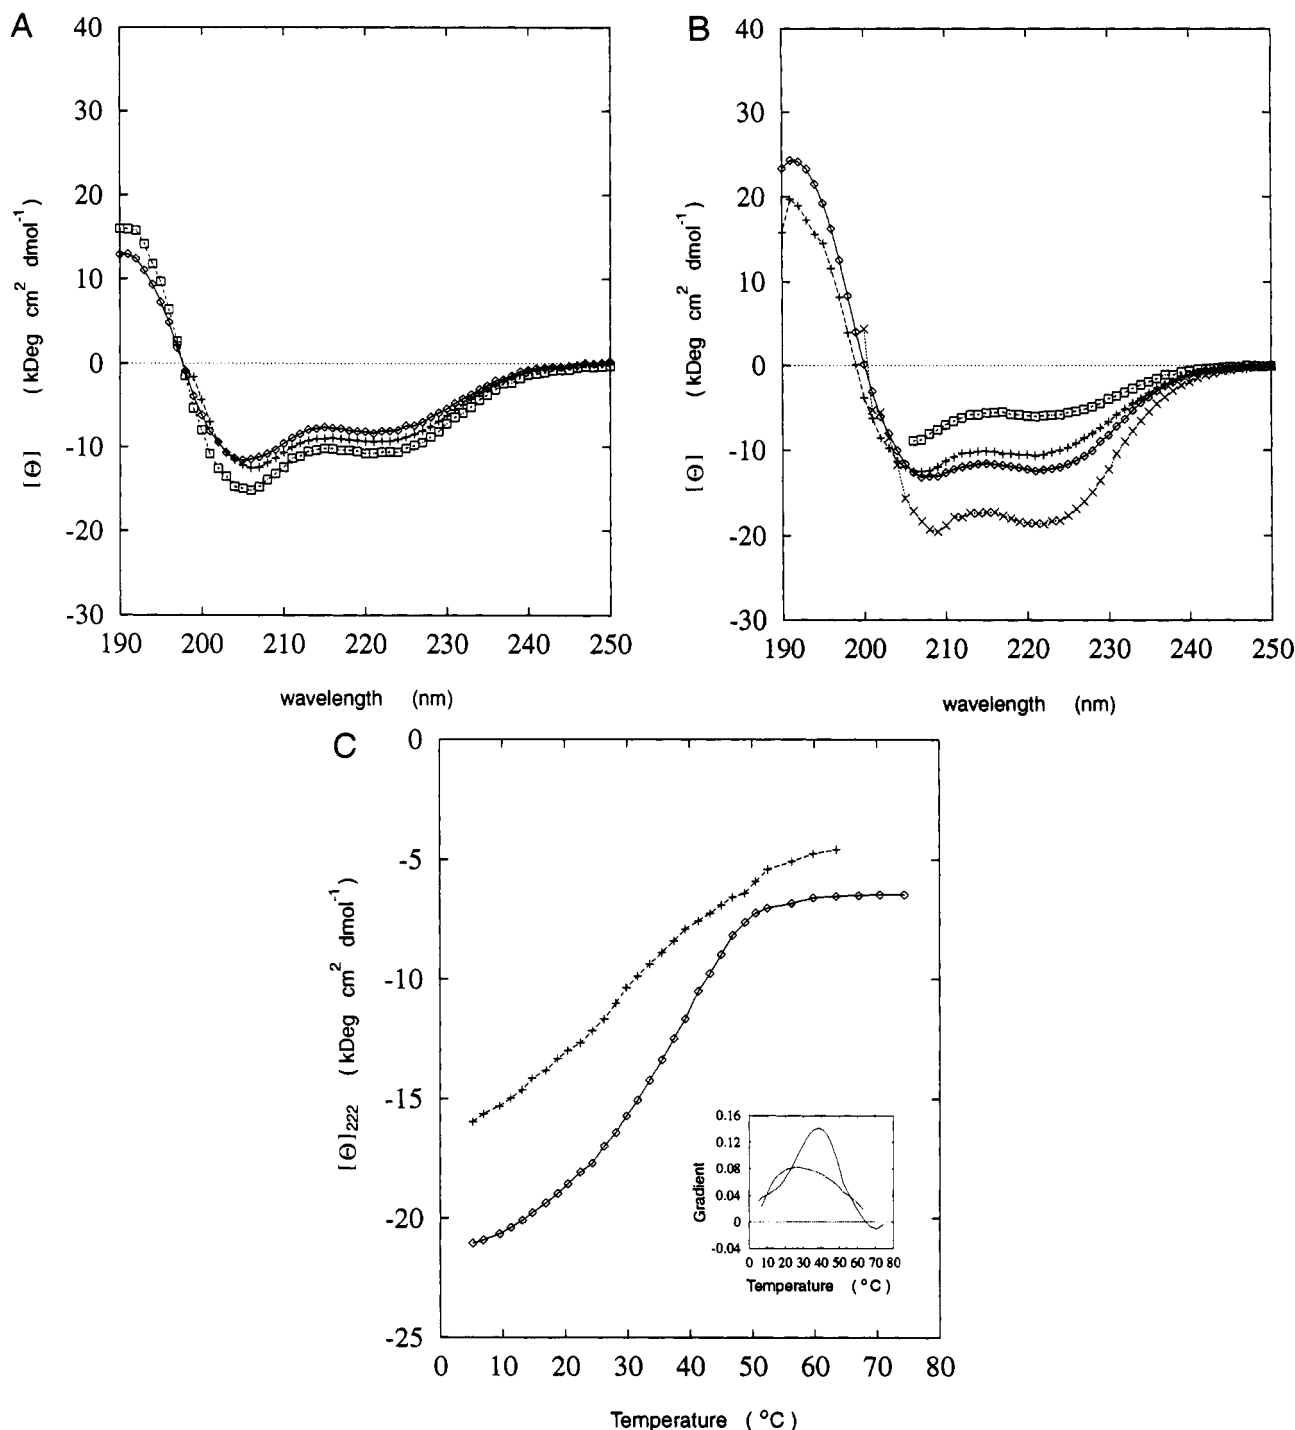 A
[Θ] (kDeg cm² dmol⁻¹)
40
30
20
10
0
-10
-20
-30
190 200 210 220 230 240 250
wavelength (nm)
B
[Θ] (kDeg cm² dmol⁻¹)
40
30
20
10
0
-10
-20
-30
190 200 210 220 230 240 250
wavelength (nm)
C
[Θ]₂₂₂ (kDeg cm² dmol⁻¹)
0
-5
-10
-15
-20
-25
0 10 20 30 40 50 60 70 80
Temperature (°C)
Gradient
0.16
0.12
0.08
0.04
0
-0.04
0 10 20 30 40 50 60 70 80
Temperature (°C)